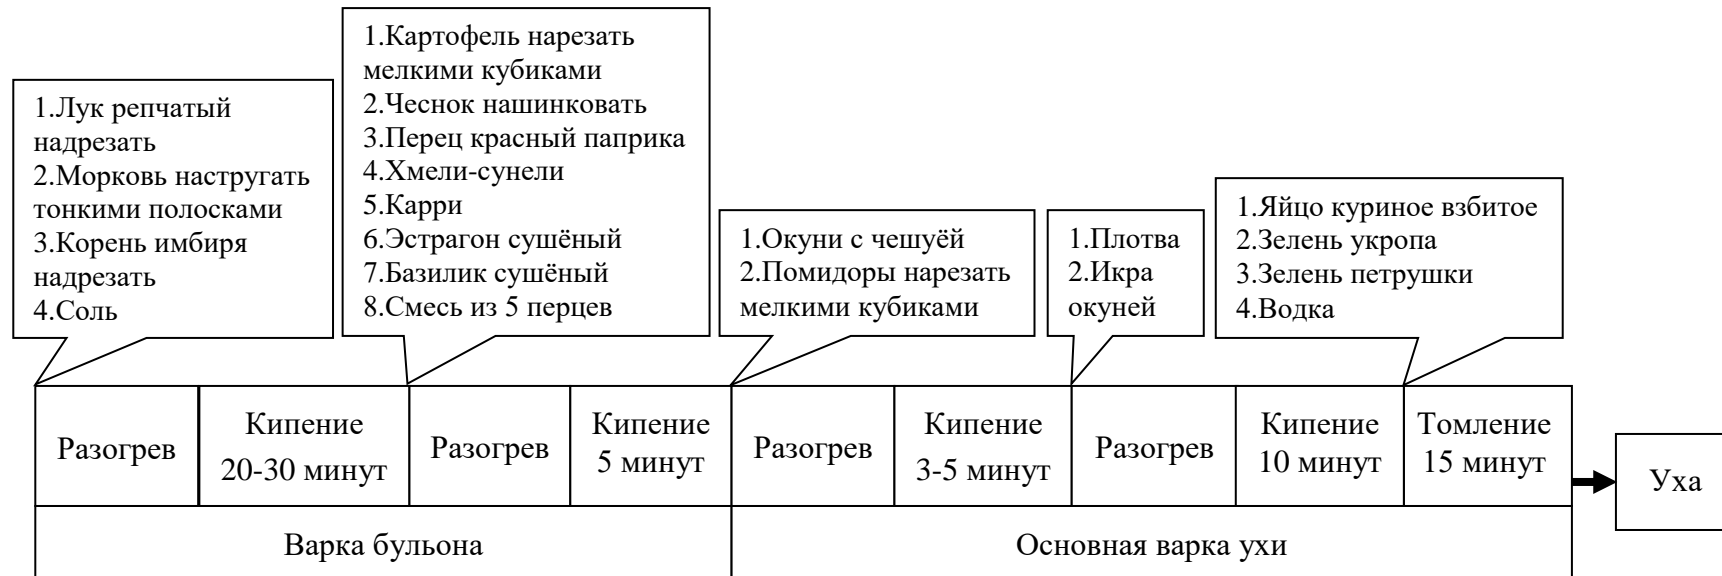 1.Лук репчатый
надрезать
2.Морковь настругать
тонкими полосками
3.Корень имбиря
надрезать
4.Соль
1.Картофель нарезать
мелкими кубиками
2.Чеснок нашинковать
3.Перец красный паприка
4.Хмели-сунели
5.Карри
6.Эстрагон сушёный
7.Базилик сушёный
8.Смесь из 5 перцев
1.Окуни с чешуёй
2.Помидоры нарезать
мелкими кубиками
1.Плотва
2.Икра
окуней
1.Яйцо куриное взбитое
2.Зелень укропа
3.Зелень петрушки
4.Водка
Разогрев
Кипение
20-30 минут
Разогрев
Кипение
5 минут
Разогрев
Кипение
3-5 минут
Разогрев
Кипение
10 минут
Томление
15 минут
Уха
Варка бульона
Основная варка ухи